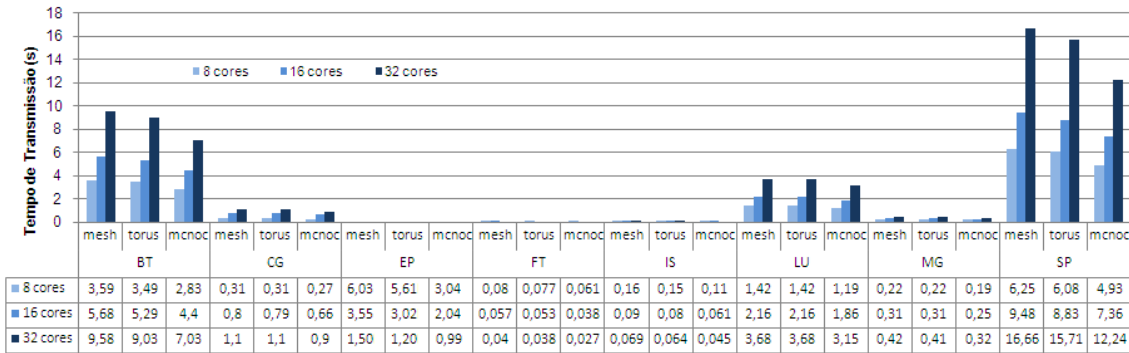 Tempo de Transmissão(s)
18
16
14
12
10
8
6
4
2
0
8 cores 16 cores 32 cores
mesh torus mcnoc mesh torus mcnoc mesh torus mcnoc mesh torus mcnoc mesh torus mcnoc mesh torus mcnoc mesh torus mcnoc mesh torus mcnoc
BT CG EP FT IS LU MG SP
8 cores 3,59 3,49 2,83 0,31 0,31 0,27 6,03 5,61 3,04 0,08 0,077 0,061 0,16 0,15 0,11 1,42 1,42 1,19 0,22 0,22 0,19 6,25 6,08 4,93
16 cores 5,68 5,29 4,4 0,8 0,79 0,66 3,55 3,02 2,04 0,057 0,053 0,038 0,09 0,08 0,061 2,16 2,16 1,86 0,31 0,31 0,25 9,48 8,83 7,36
32 cores 9,58 9,03 7,03 1,1 1,1 0,9 1,50 1,20 0,99 0,04 0,038 0,027 0,069 0,064 0,045 3,68 3,68 3,15 0,42 0,41 0,32 16,66 15,71 12,24